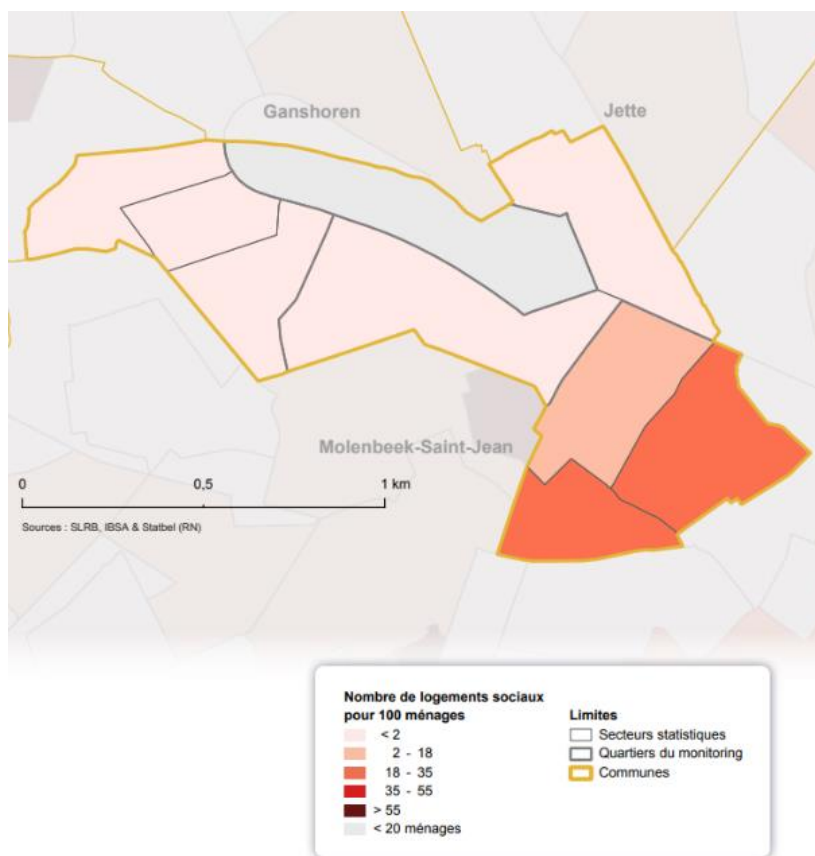 Ganshoren
Jette
Molenbeek-Saint-Jean
0 0,5 1 km
Sources : SLRB, IBSA & Statbel (RN)
Nombre de logements sociaux
pour 100 ménages
< 2
2 - 18
18 - 35
35 - 55
> 55
< 20 ménages
Limites
Secteurs statistiques
Quartiers du monitoring
Communes